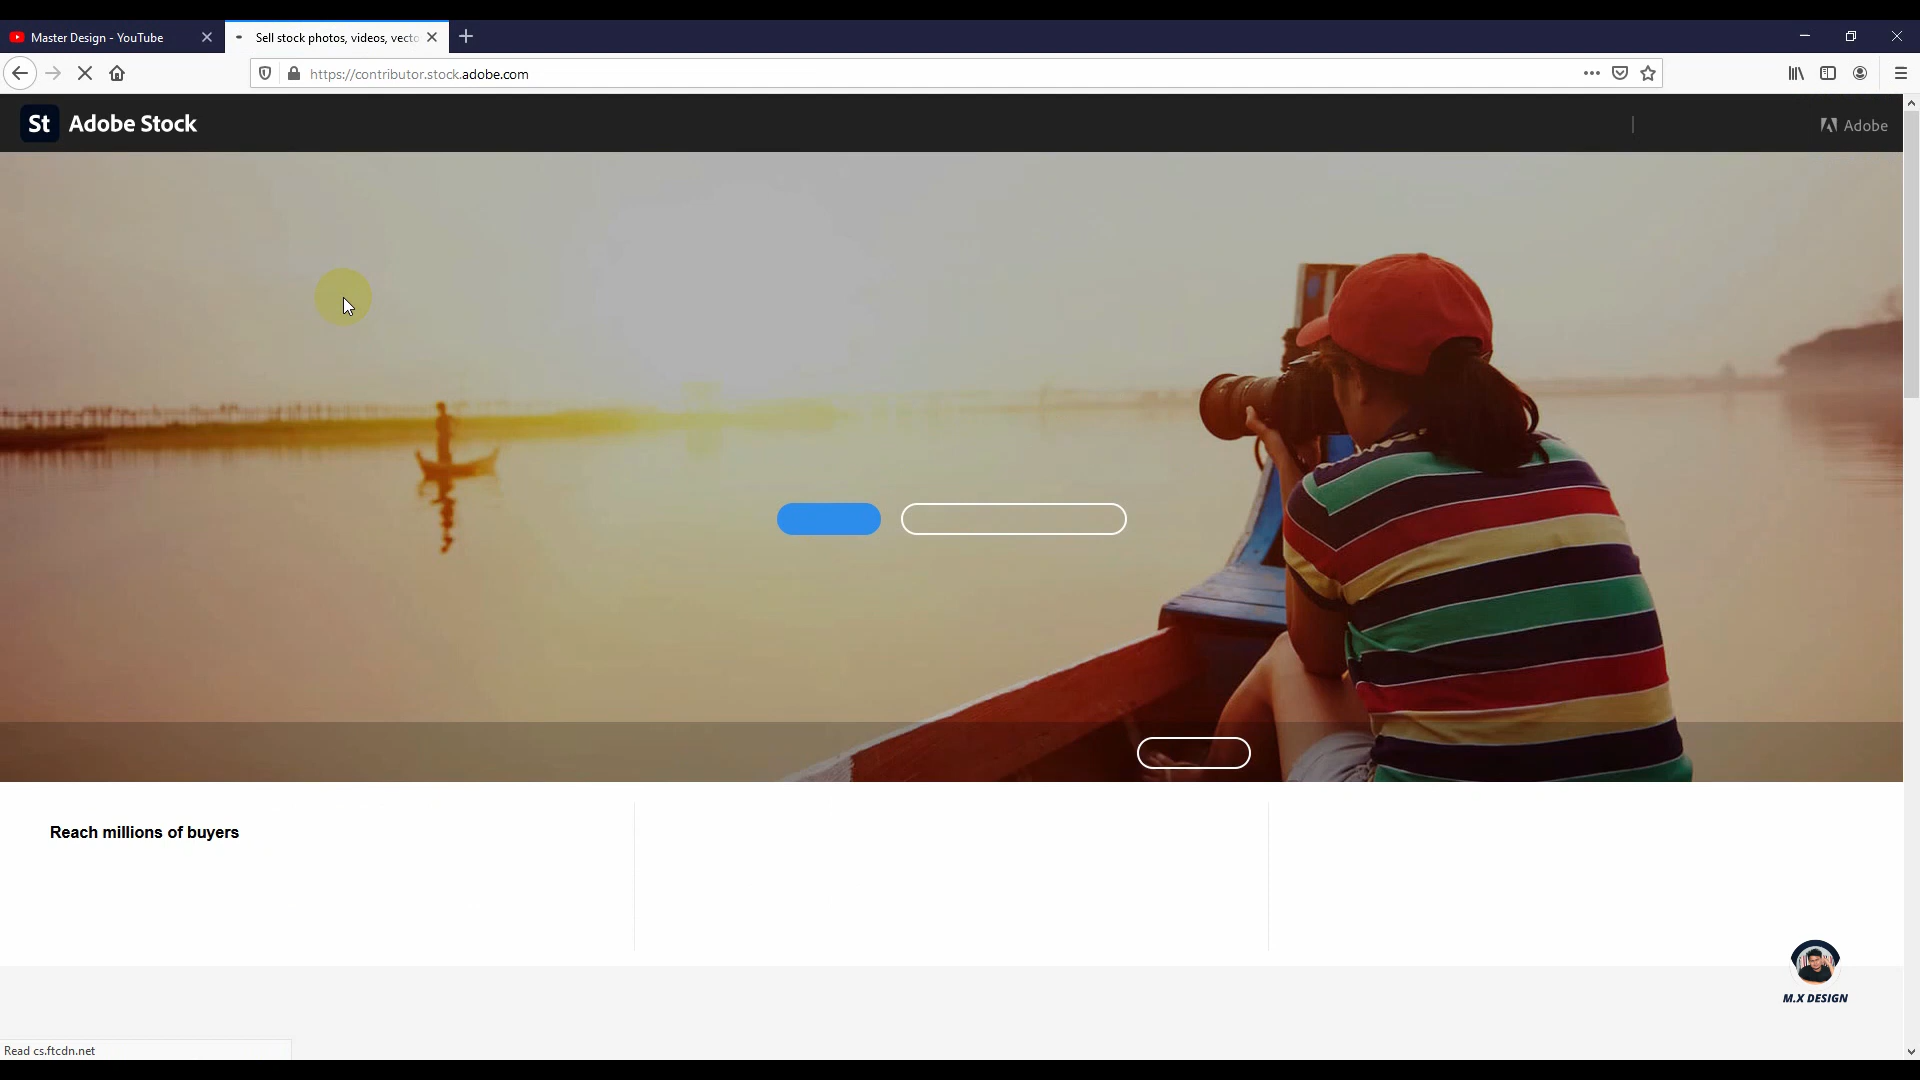 Master Design - YouTube
Sell stock photos, videos, vecto
https://contributor.stock.adobe.com
St Adobe Stock
Adobe
Reach millions of buyers
M.X DESIGN
Read cs.ftcdn.net